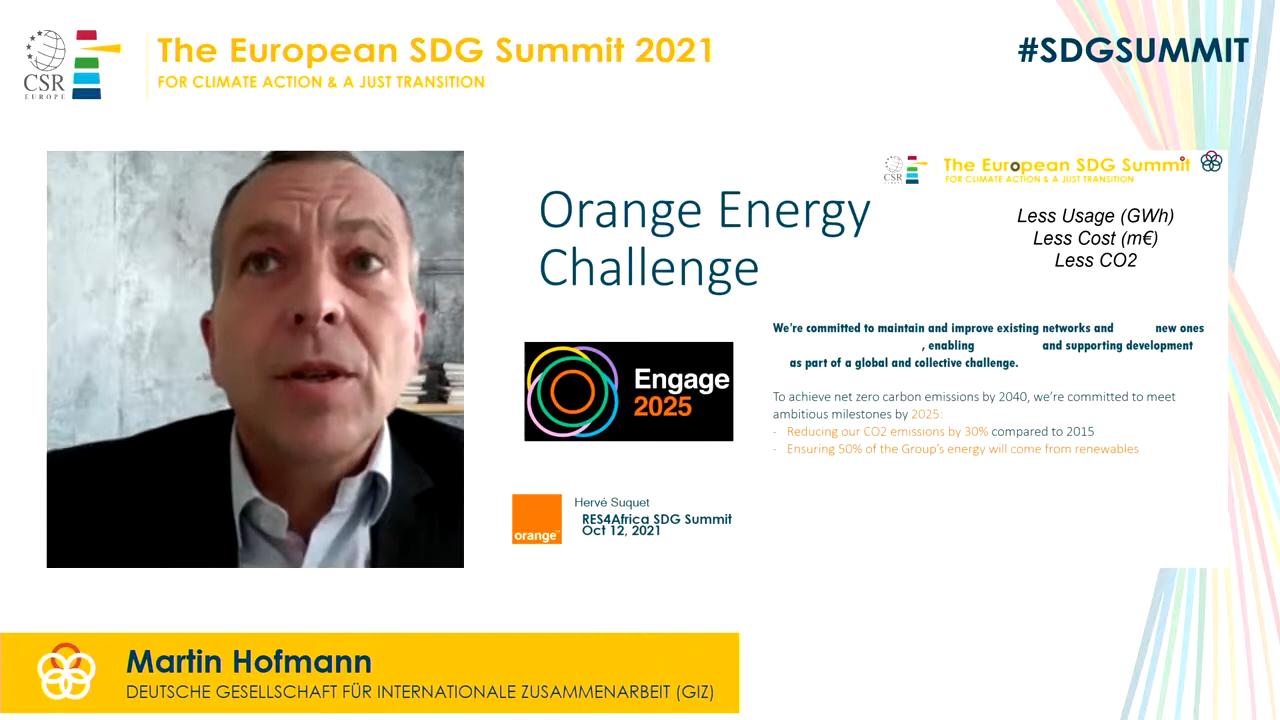 CSR
EUROPE
The European SDG Summit 2021
FOR CLIMATE ACTION & A JUST TRANSITION
#SDGSUMMIT
CSR
EUROPE
The European SDG Summit
FOR CLIMATE ACTION & A JUST TRANSITION
Orange Energy
Challenge
Less Usage (GWh)
Less Cost (m€)
Less CO2
Engage
2025
We're committed to maintain and improve existing networks and new ones
, enabling and supporting development
as part of a global and collective challenge.
To achieve net zero carbon emissions by 2040, we're committed to meet
ambitious milestones by 2025:
- Reducing our CO2 emissions by 30% compared to 2015
- Ensuring 50% of the Group's energy will come from renewables
orange™
Hervé Suquet
RES4Africa SDG Summit
Oct 12, 2021
Martin Hofmann
DEUTSCHE GESELLSCHAFT FÜR INTERNATIONALE ZUSAMMENARBEIT (GIZ)